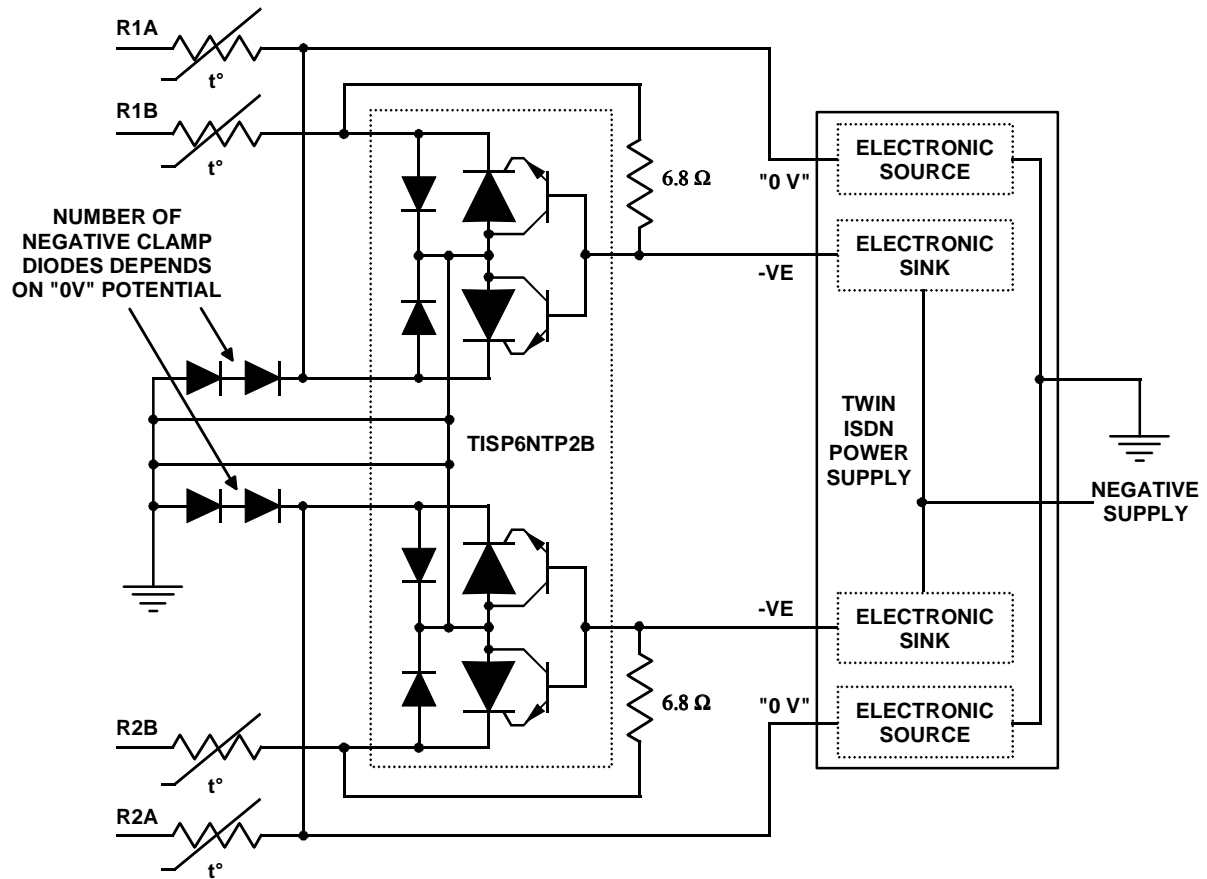 R1A
t°
R1B
t°
NUMBER OF
NEGATIVE CLAMP
DIODES DEPENDS
ON "0V" POTENTIAL
6.8 Ω
"0 V"
ELECTRONIC
SOURCE
ELECTRONIC
SINK
-VE
TISP6NTP2B
TWIN
ISDN
POWER
SUPPLY
NEGATIVE
SUPPLY
-VE
ELECTRONIC
SINK
6.8 Ω
"0 V"
ELECTRONIC
SOURCE
R2B
t°
R2A
t°